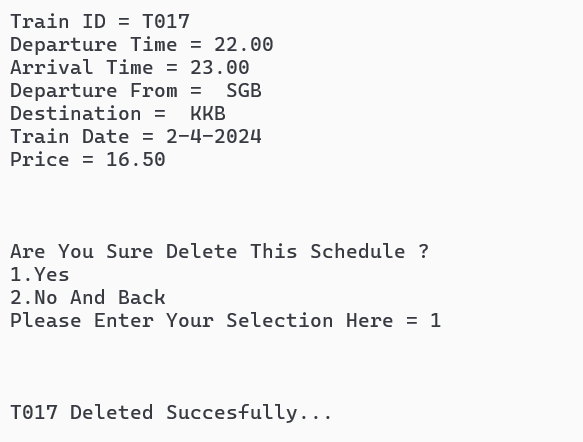 Train ID = T017
Departure Time = 22.00
Arrival Time = 23.00
Departure From =  SGB
Destination =  KKB
Train Date = 2-4-2024
Price = 16.50
Are You Sure Delete This Schedule ?
1.Yes
2.No And Back
Please Enter Your Selection Here = 1
T017 Deleted Succesfully...